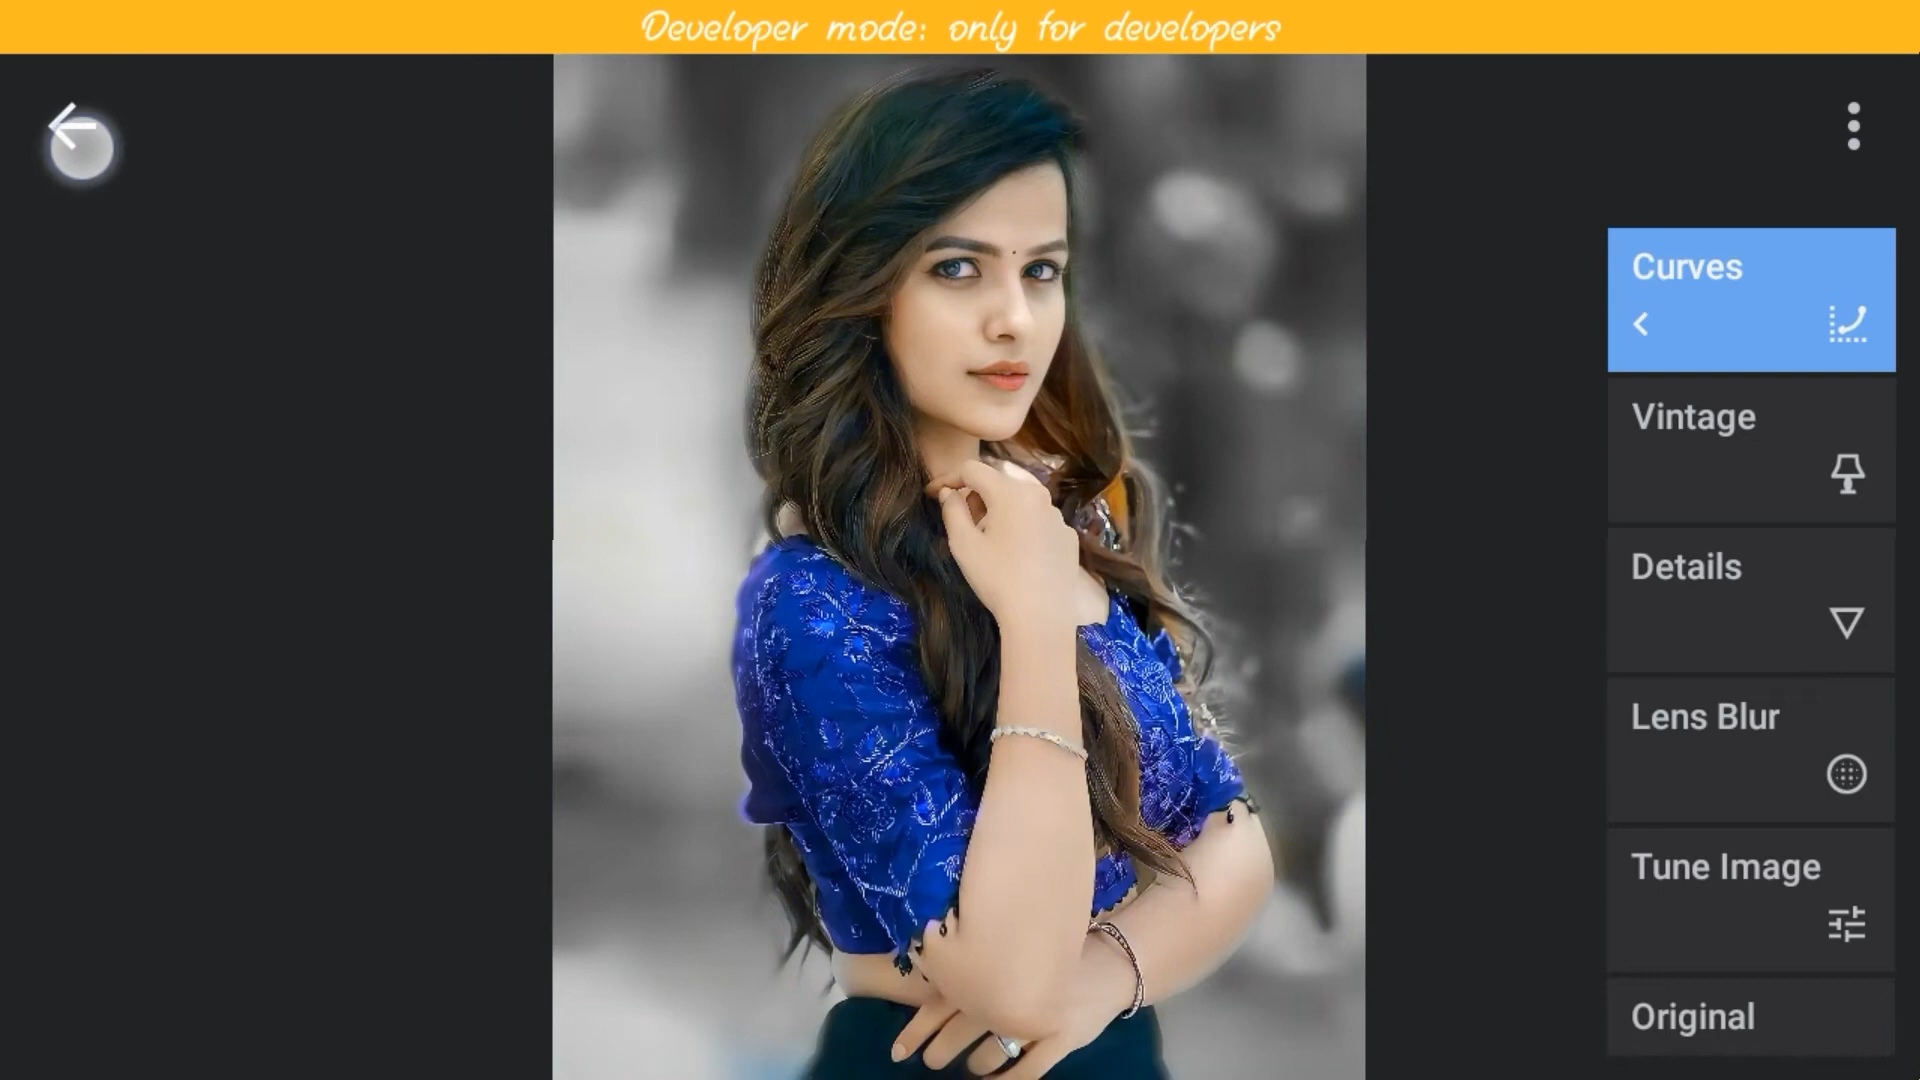 Developer mode: only for developers
Curves
Vintage
Details
Lens Blur
Tune Image
Original